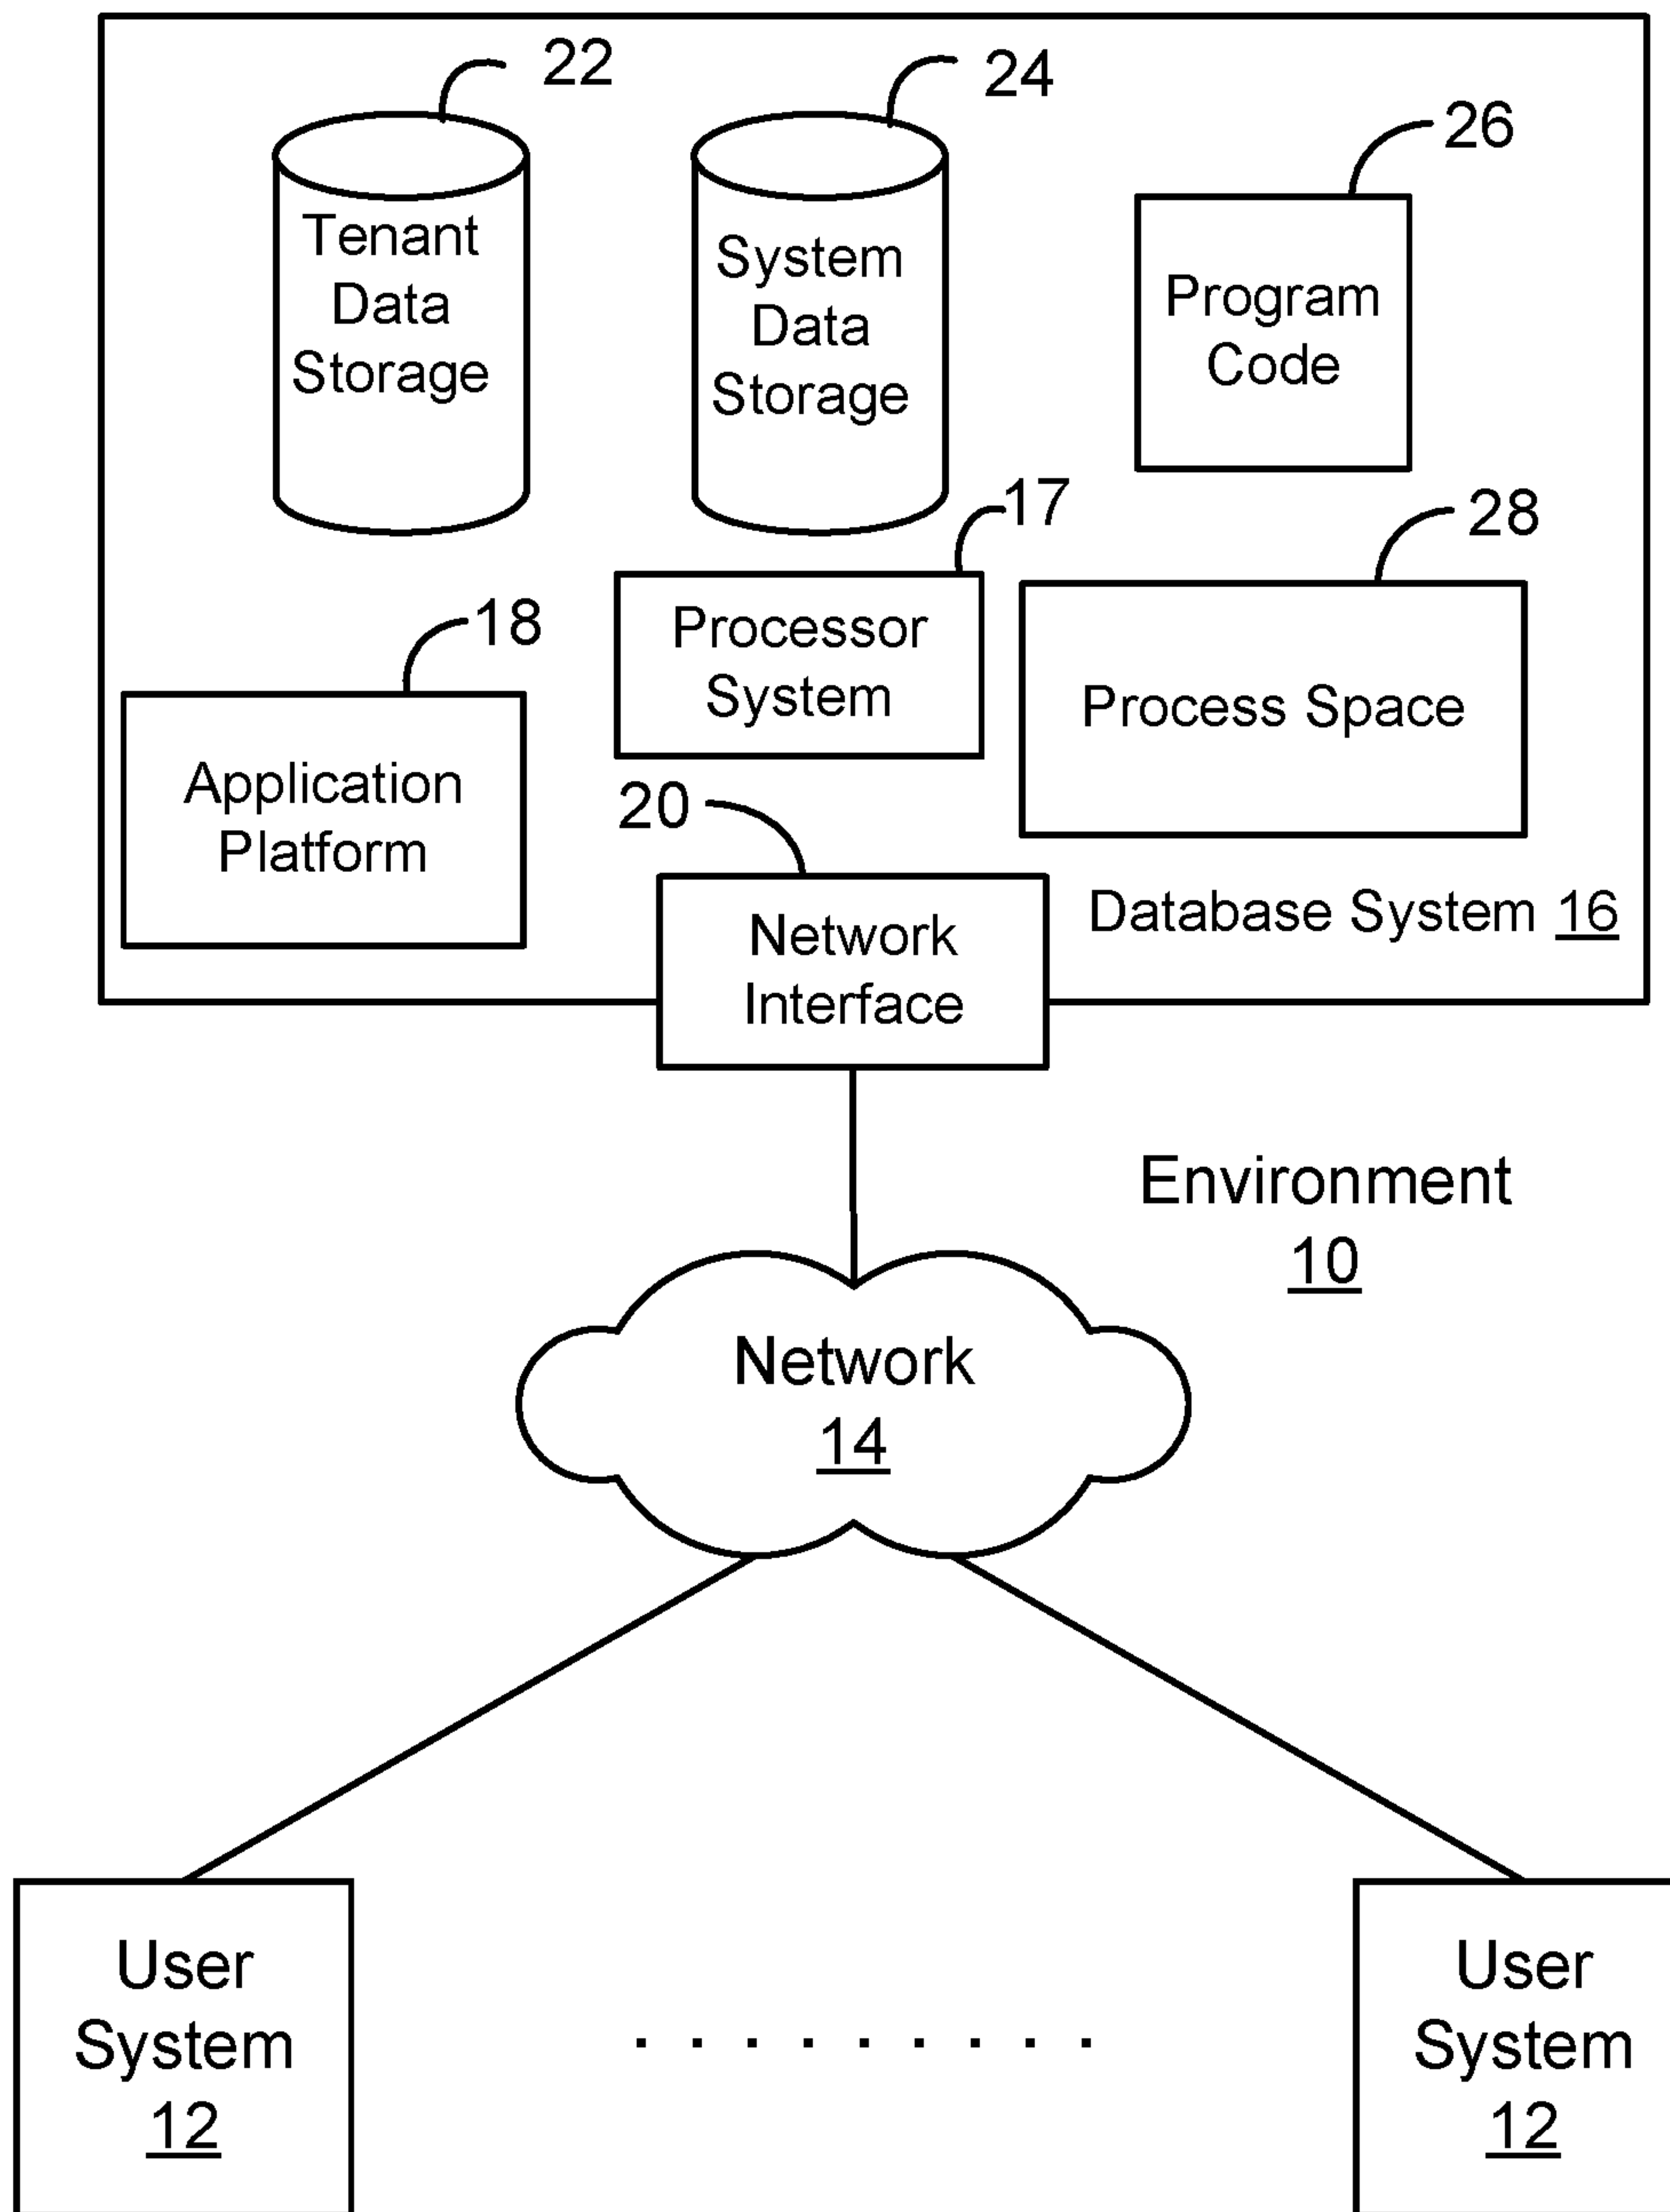 22
24
26
Tenant
Data
Storage
System
Data
Storage
Program
Code
17
28
18
Processor
System
Process Space
Application
Platform
20
Network
Interface
Database System 16
Environment
10
Network
14
User
System
12
. . . . . . . . .
User
System
12